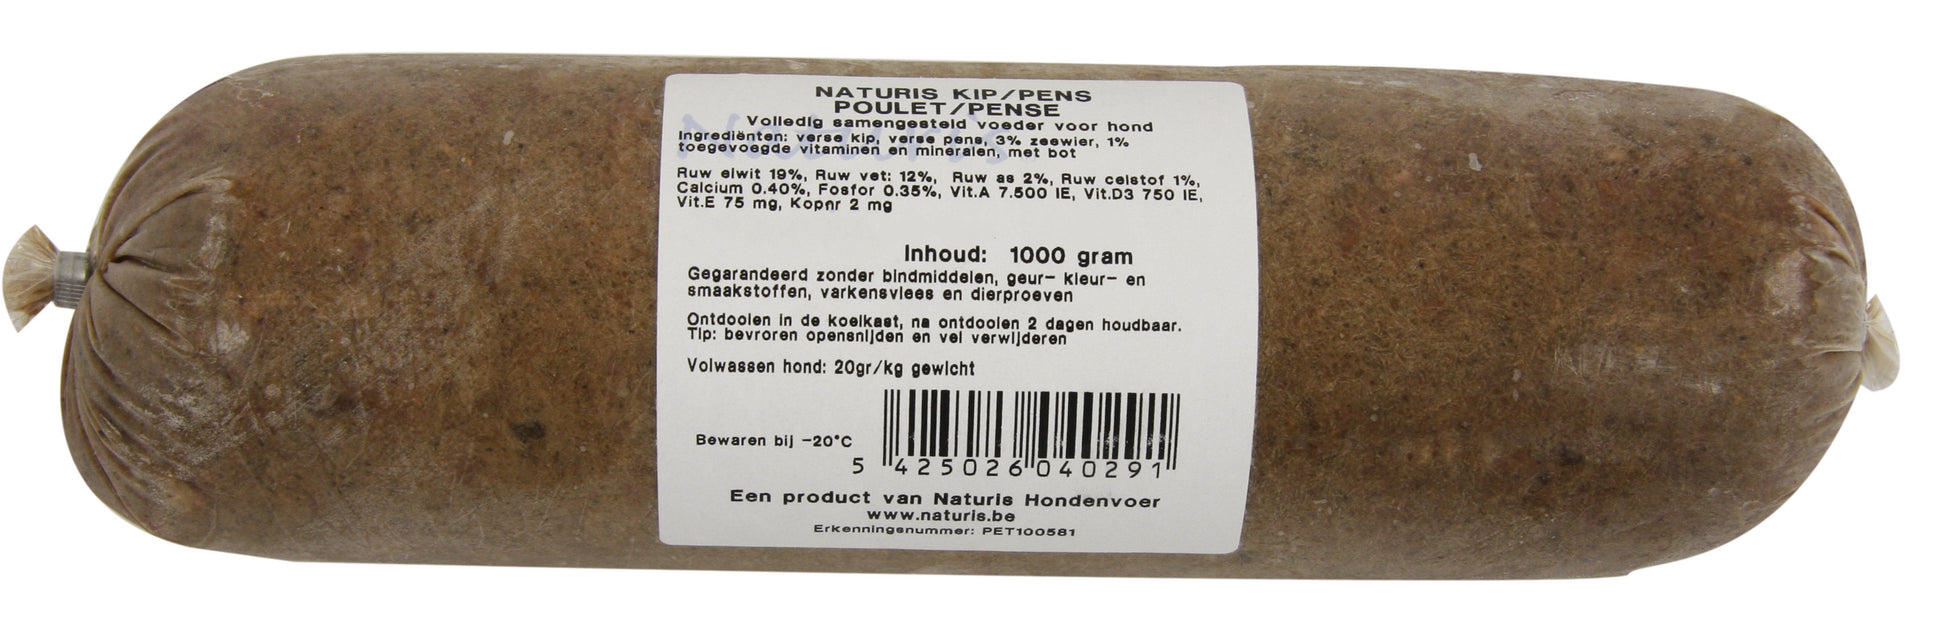 NATURIS KIP/PENS
POULET/PENSE
Volledig samengesteld voeder voor hond
Ingrediënten: verse kip, verse pens, 3% zeewier, 1%
toegevoegde vitaminen en mineralen, met bot
Ruw eiwit 19%, Ruw vet: 12%, Ruw as 2%, Ruw celstof 1%,
Calcium 0.40%, Fosfor 0.35%, Vit.A 7.500 IE, Vit.D3 750 IE,
Vit.E 75 mg, Kopnr 2 mg
Inhoud: 1000 gram
Gegarandeerd zonder bindmiddelen, geur- kleur- en
smaakstoffen, varkensvlees en dierproeven
Ontdooien in de koelkast, na ontdooien 2 dagen houdbaar.
Tip: bevroren opensnijden en vel verwijderen
Volwassen hond: 20gr/kg gewicht
Bewaren bij -20°C
5 425026 040291
Een product van Naturis Hondenvoer
www.naturis.be
Erkenningsnummer: PET100581